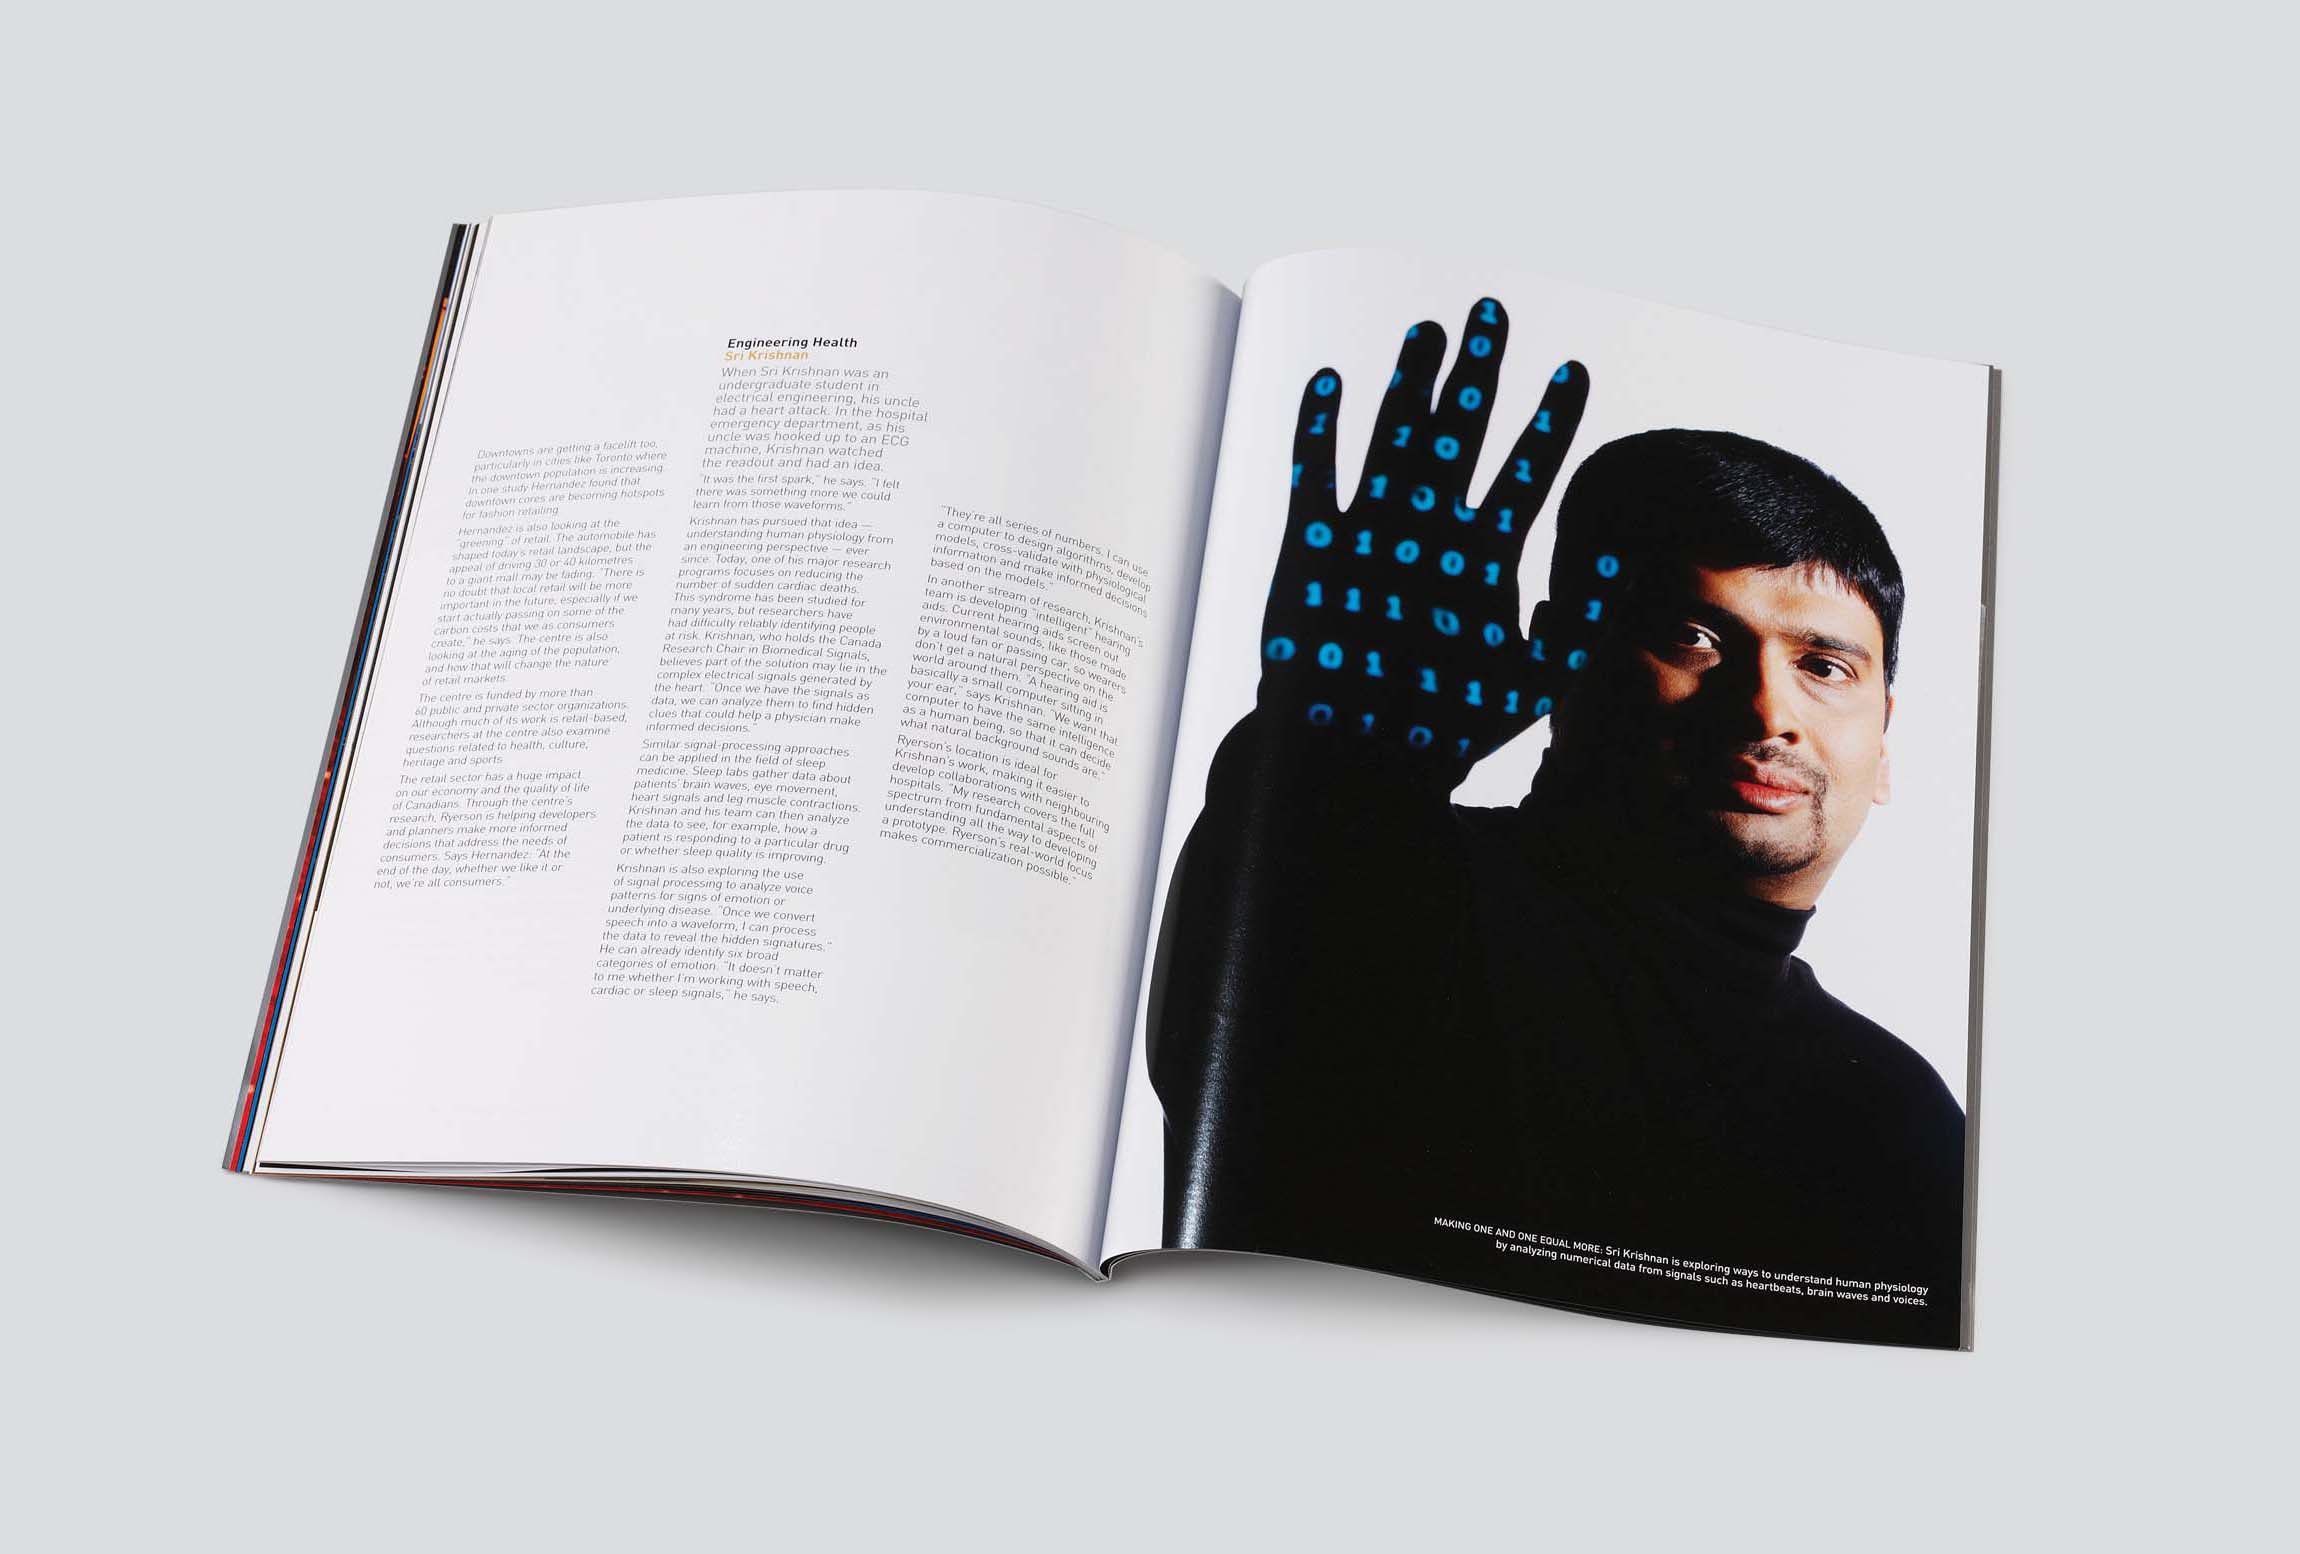 Downtowns are getting a facelift too,
particularly in cities like Toronto where
the downtown population is increasing.
In one study Hernandez found that
downtown cores are becoming hotspots
for fashion retailing.
Hernandez is also looking at the
"greening" of retail. The automobile has
shaped today's retail landscape, but the
appeal of driving 30 or 40 kilometres
to a giant mall may be fading. "There is
no doubt that local retail will be more
important in the future, especially if we
start actually passing on some of the
carbon costs that we as consumers
create," he says. The centre is also
looking at the aging of the population,
and how that will change the nature
of retail markets.
The centre is funded by more than
60 public and private sector organizations.
Although much of its work is retail-based,
researchers at the centre also examine
questions related to health, culture,
heritage and sports.
The retail sector has a huge impact
on our economy and the quality of life
of Canadians. Through the centre's
research, Ryerson is helping developers
and planners make more informed
decisions that address the needs of
consumers. Says Hernandez: "At the
end of the day, whether we like it or
not, we're all consumers."
Engineering Health
Sri Krishnan
When Sri Krishnan was an
undergraduate student in
electrical engineering, his uncle
had a heart attack. In the hospital
emergency department, as his
uncle was hooked up to an ECG
machine, Krishnan watched
the readout and had an idea.
"It was the first spark," he says. "I felt
there was something more we could
learn from those waveforms."
Krishnan has pursued that idea —
understanding human physiology from
an engineering perspective — ever
since. Today, one of his major research
programs focuses on reducing the
number of sudden cardiac deaths.
This syndrome has been studied for
many years, but researchers have
had difficulty reliably identifying people
at risk. Krishnan, who holds the Canada
Research Chair in Biomedical Signals,
believes part of the solution may lie in the
complex electrical signals generated by
the heart. "Once we have the signals as
data, we can analyze them to find hidden
clues that could help a physician make
informed decisions."
Similar signal-processing approaches
can be applied in the field of sleep
medicine. Sleep labs gather data about
patients' brain waves, eye movement,
heart signals and leg muscle contractions.
Krishnan and his team can then analyze
the data to see, for example, how a
patient is responding to a particular drug
or whether sleep quality is improving.
Krishnan is also exploring the use
of signal processing to analyze voice
patterns for signs of emotion or
underlying disease. "Once we convert
speech into a waveform, I can process
the data to reveal the hidden signatures."
He can already identify six broad
categories of emotion. "It doesn't matter
to me whether I'm working with speech,
cardiac or sleep signals," he says.
"They're all series of numbers. I can use
a computer to design algorithms, develop
models, cross-validate with physiological
information and make informed decisions
based on the models."
In another stream of research, Krishnan's
team is developing "intelligent" hearing
aids. Current hearing aids screen out
environmental sounds, like those made
by a loud fan or passing car, so wearers
don't get a natural perspective on the
world around them. "A hearing aid is
basically a small computer sitting in
your ear," says Krishnan. "We want that
computer to have the same intelligence
as a human being, so that it can decide
what natural background sounds are."
Ryerson's location is ideal for
Krishnan's work, making it easier to
develop collaborations with neighbouring
hospitals. "My research covers the full
spectrum from fundamental aspects of
understanding all the way to developing
a prototype. Ryerson's real-world focus
makes commercialization possible."
MAKING ONE AND ONE EQUAL MORE: Sri Krishnan is exploring ways to understand human physiology
by analyzing numerical data from signals such as heartbeats, brain waves and voices.